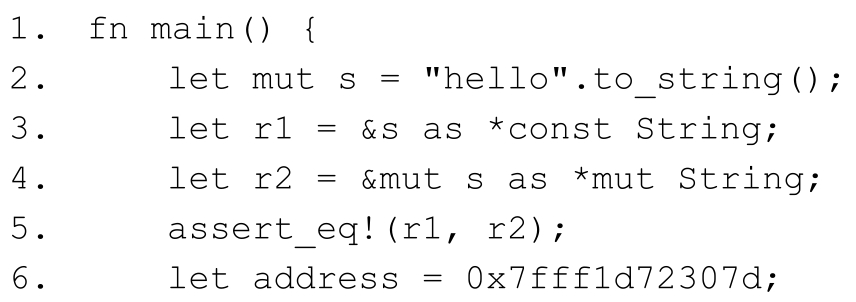 1. fn main() {
2.     let mut s = "hello".to_string();
3.     let r1 = &s as *const String;
4.     let r2 = &mut s as *mut String;
5.     assert_eq!(r1, r2);
6.     let address = 0x7fff1d72307d;